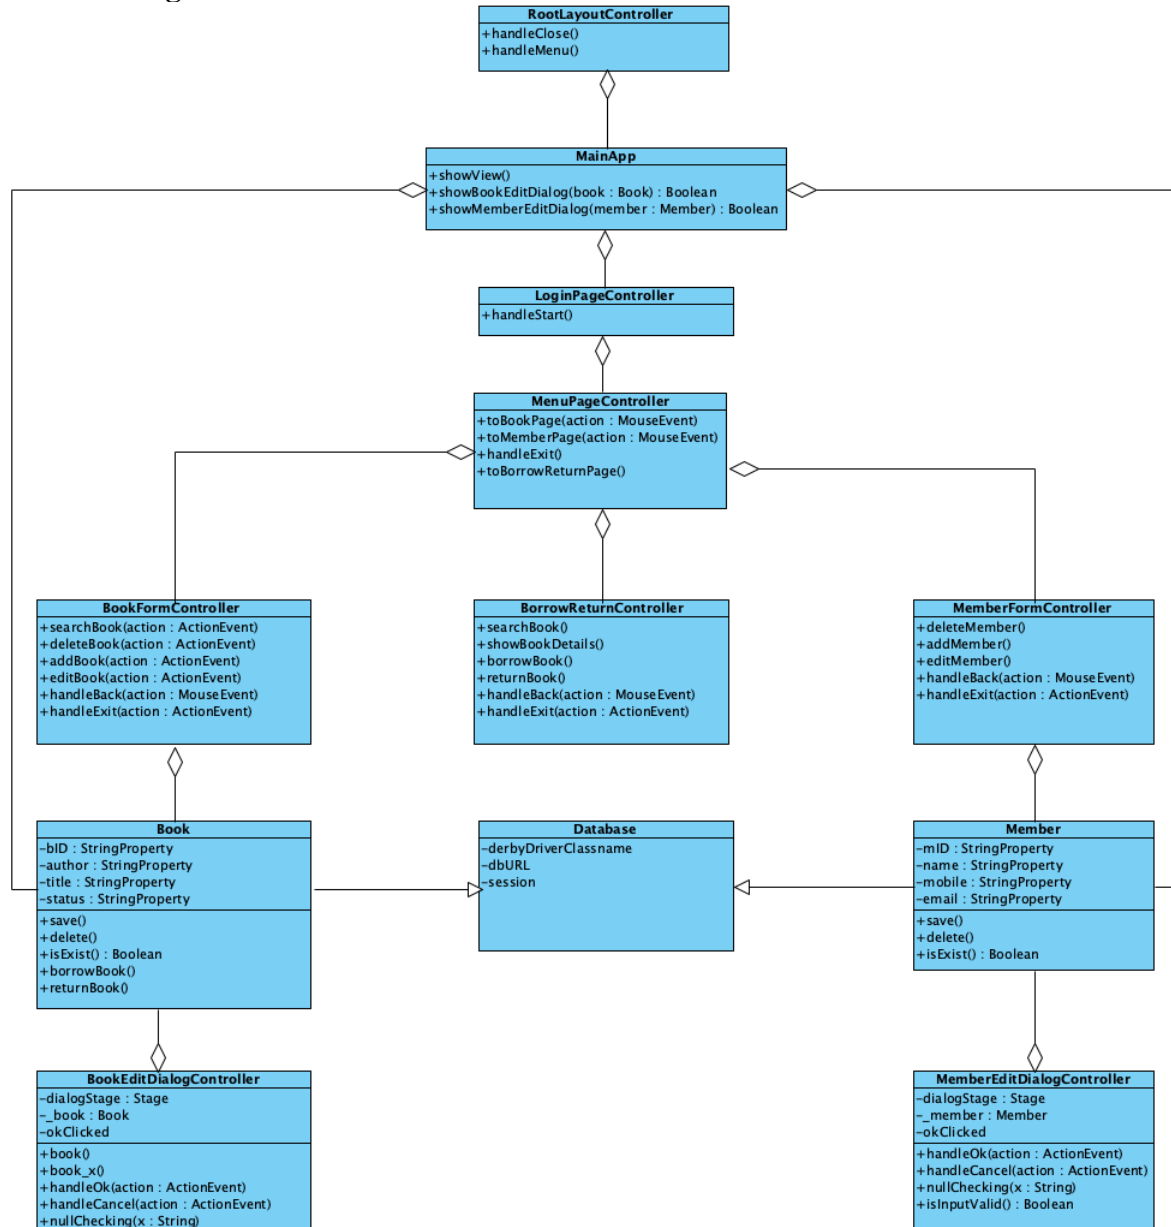 RootLayoutController
+handleClose()
+handleMenu()
MainApp
+showView()
+showBookEditDialog(book : Book) : Boolean
+showMemberEditDialog(member : Member) : Boolean
LoginPageController
+handleStart()
MenuPageController
+toBookPage(action : MouseEvent)
+toMemberPage(action : MouseEvent)
+handleExit()
+toBorrowReturnPage()
BookFormController
+searchBook(action : ActionEvent)
+deleteBook(action : ActionEvent)
+addBook(action : ActionEvent)
+editBook(action : ActionEvent)
+handleBack(action : MouseEvent)
+handleExit(action : ActionEvent)
BorrowReturnController
+searchBook()
+showBookDetails()
+borrowBook()
+returnBook()
+handleBack(action : MouseEvent)
+handleExit(action : ActionEvent)
MemberFormController
+deleteMember()
+addMember()
+editMember()
+handleBack(action : MouseEvent)
+handleExit(action : ActionEvent)
Book
-bID : StringProperty
-author : StringProperty
-title : StringProperty
-status : StringProperty
+save()
+delete()
+isExist() : Boolean
+borrowBook()
+returnBook()
Database
-derbyDriverClassname
-dbURL
-session
Member
-mID : StringProperty
-name : StringProperty
-mobile : StringProperty
-email : StringProperty
+save()
+delete()
+isExist() : Boolean
BookEditDialogController
-dialogStage : Stage
-_book : Book
-okClicked
+book()
+book_x()
+handleOk(action : ActionEvent)
+handleCancel(action : ActionEvent)
+nullChecking(x : String)
MemberEditDialogController
-dialogStage : Stage
-_member : Member
-okClicked
+handleOk(action : ActionEvent)
+handleCancel(action : ActionEvent)
+nullChecking(x : String)
+isInputValid() : Boolean